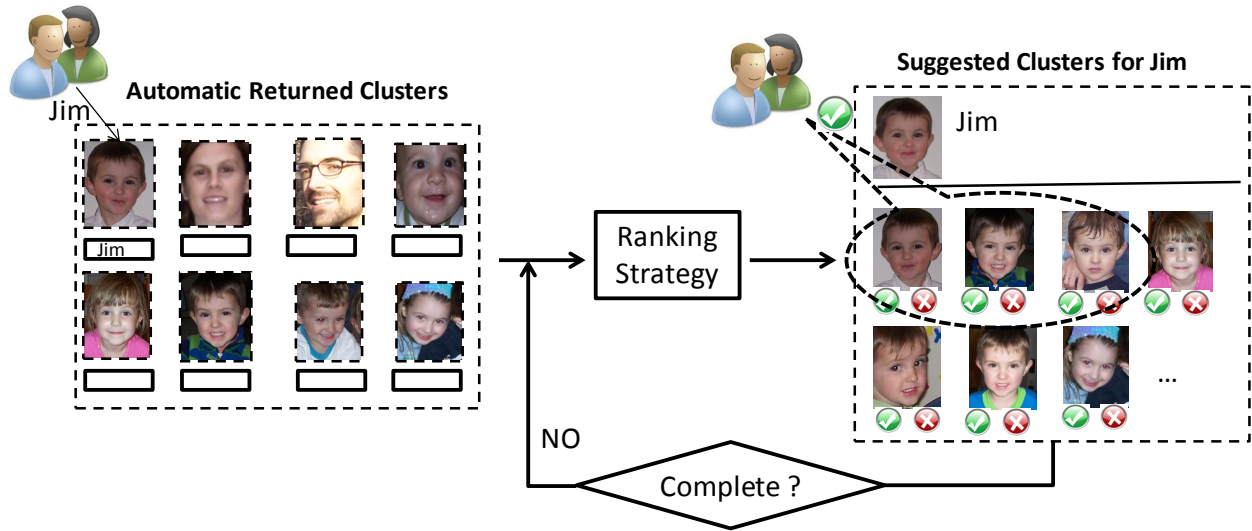 Jim
Automatic Returned Clusters
Jim
Ranking
Strategy
Suggested Clusters for Jim
Jim
...
NO
Complete ?